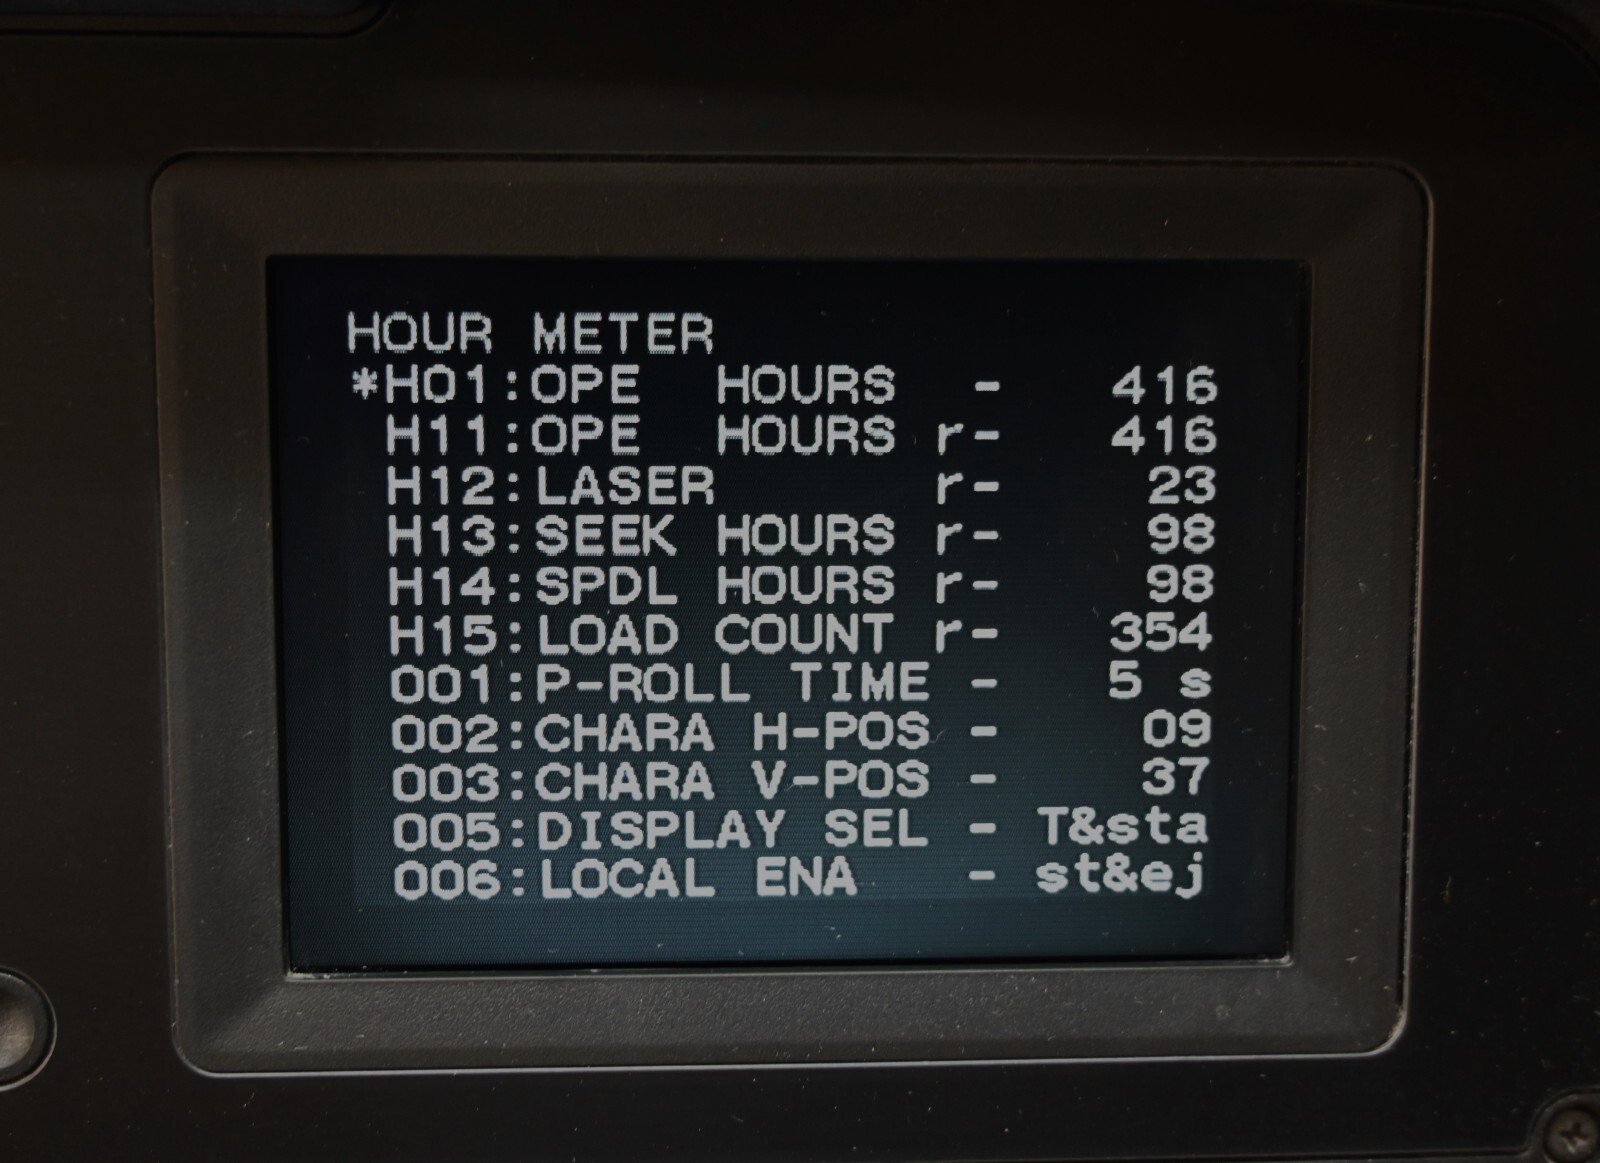 HOUR METER
*H01:OPE HOURS - 416
H11:OPE HOURS r- 416
H12:LASER r- 23
H13:SEEK HOURS r- 98
H14:SPDL HOURS r- 98
H15:LOAD COUNT r- 354
001:P-ROLL TIME - 5 s
002:CHARA H-POS - 09
003:CHARA V-POS - 37
005:DISPLAY SEL - T&sta
006:LOCAL ENA - st&ej